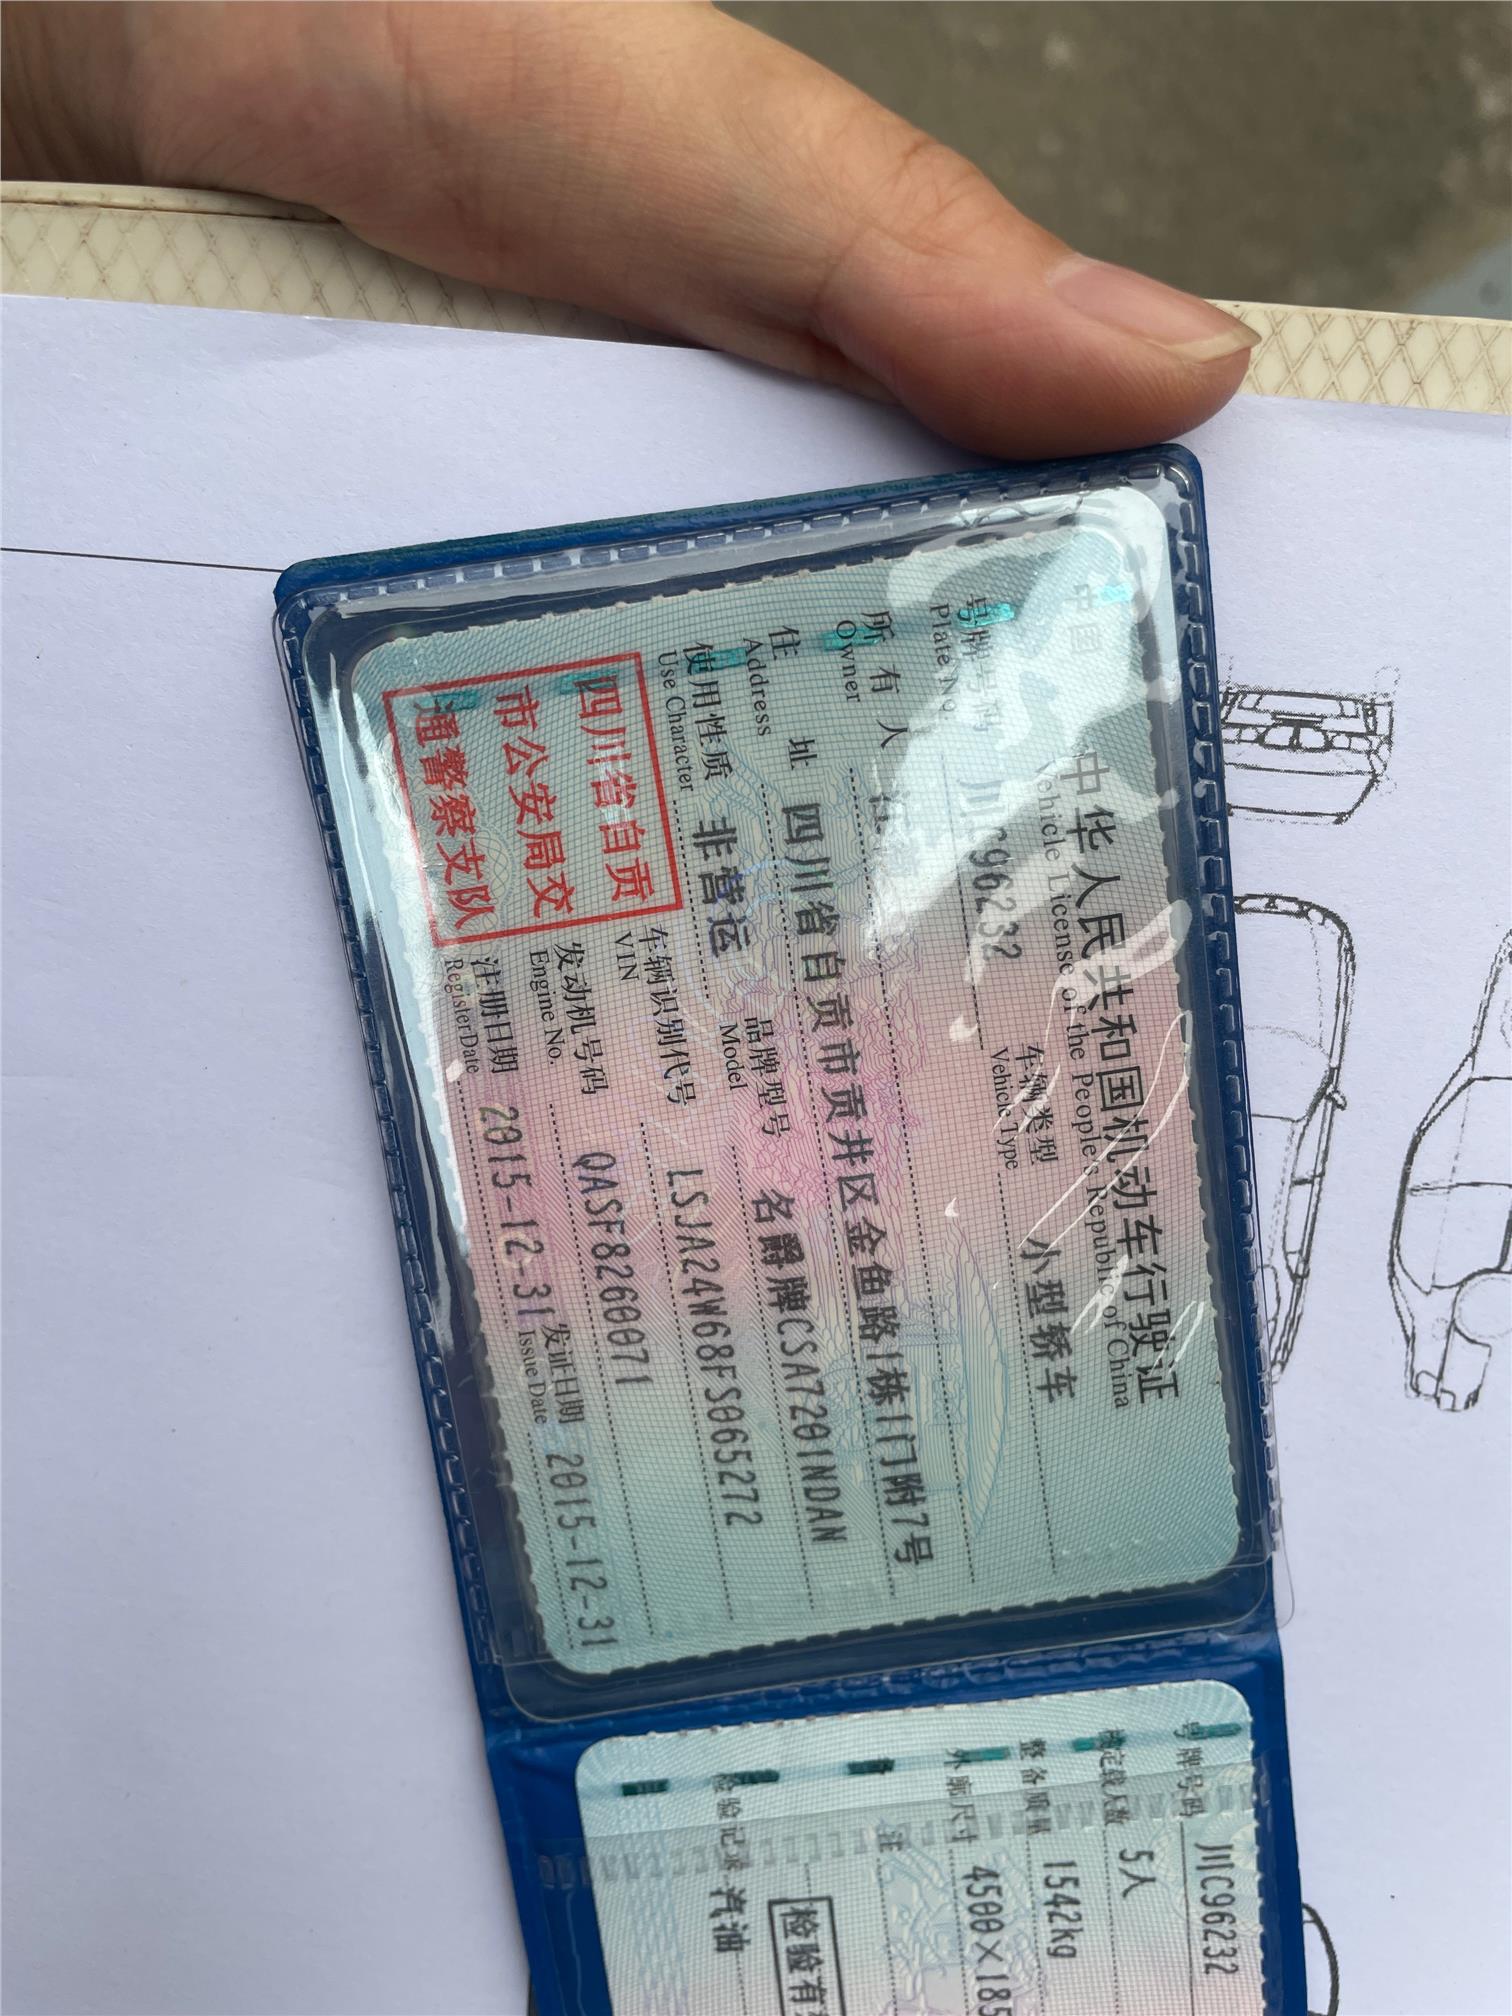 中华人民共和国机动车行驶证
Vehicle License of the People's Republic of China
号牌号码 川C96232 车辆类型 小型轿车
Plate No. Vehicle Type
所有人
Owner
住址 四川省自贡市贡井区金鱼路1栋1门附7号
Address
使用性质 非营运 品牌型号 名爵牌CSA7201NDAN
Use Character Model
车辆识别代号 LSJA24W68FS065272
VIN
发动机号码 QASF8260071
Engine No.
注册日期 2015-12-31 发证日期 2015-12-31
Register Date Issue Date
四川省自贡
市公安局交
通警察支队
号牌号码 川C96232
核定载人数 5人
整备质量 1542kg
外廓尺寸 4500×185
注
检验有
检验记录 汽油